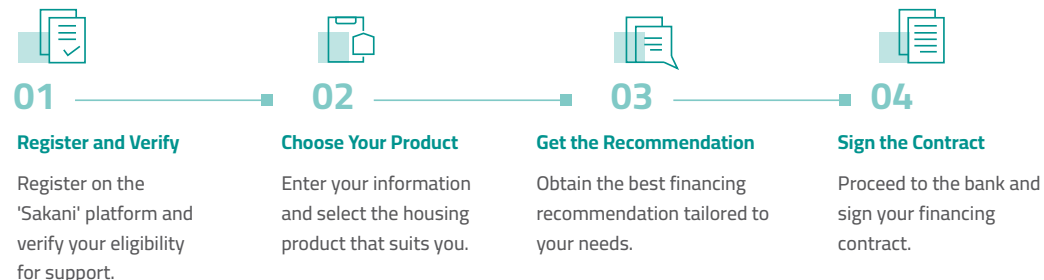 01
02
03
04
Register and Verify
Register on the
'Sakani' platform and
verify your eligibility
for support.
Choose Your Product
Enter your information
and select the housing
product that suits you.
Get the Recommendation
Obtain the best financing
recommendation tailored to
your needs.
Sign the Contract
Proceed to the bank and
sign your financing
contract.